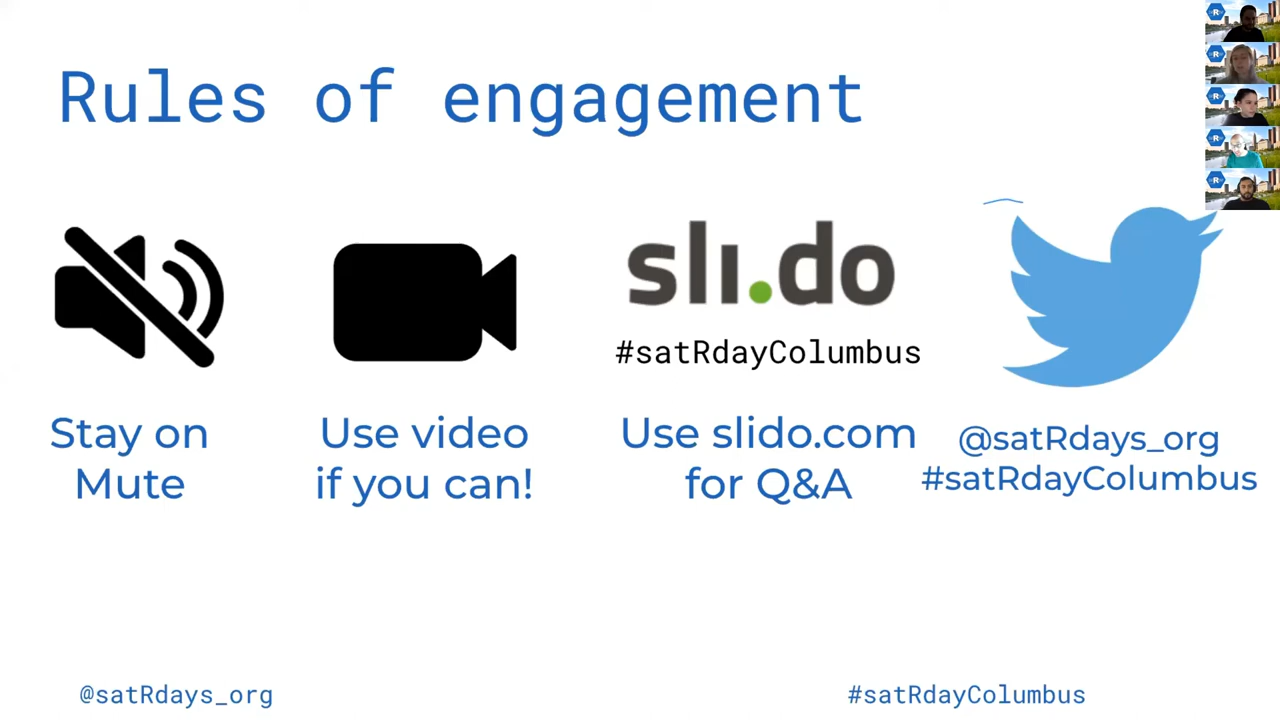 Rules of engagement
sli.do
#satRdayColumbus
Stay on
Mute
Use video
if you can!
Use slido.com
for Q&A
@satRdays_org
#satRdayColumbus
@satRdays_org
#satRdayColumbus
R
R
R
R
R